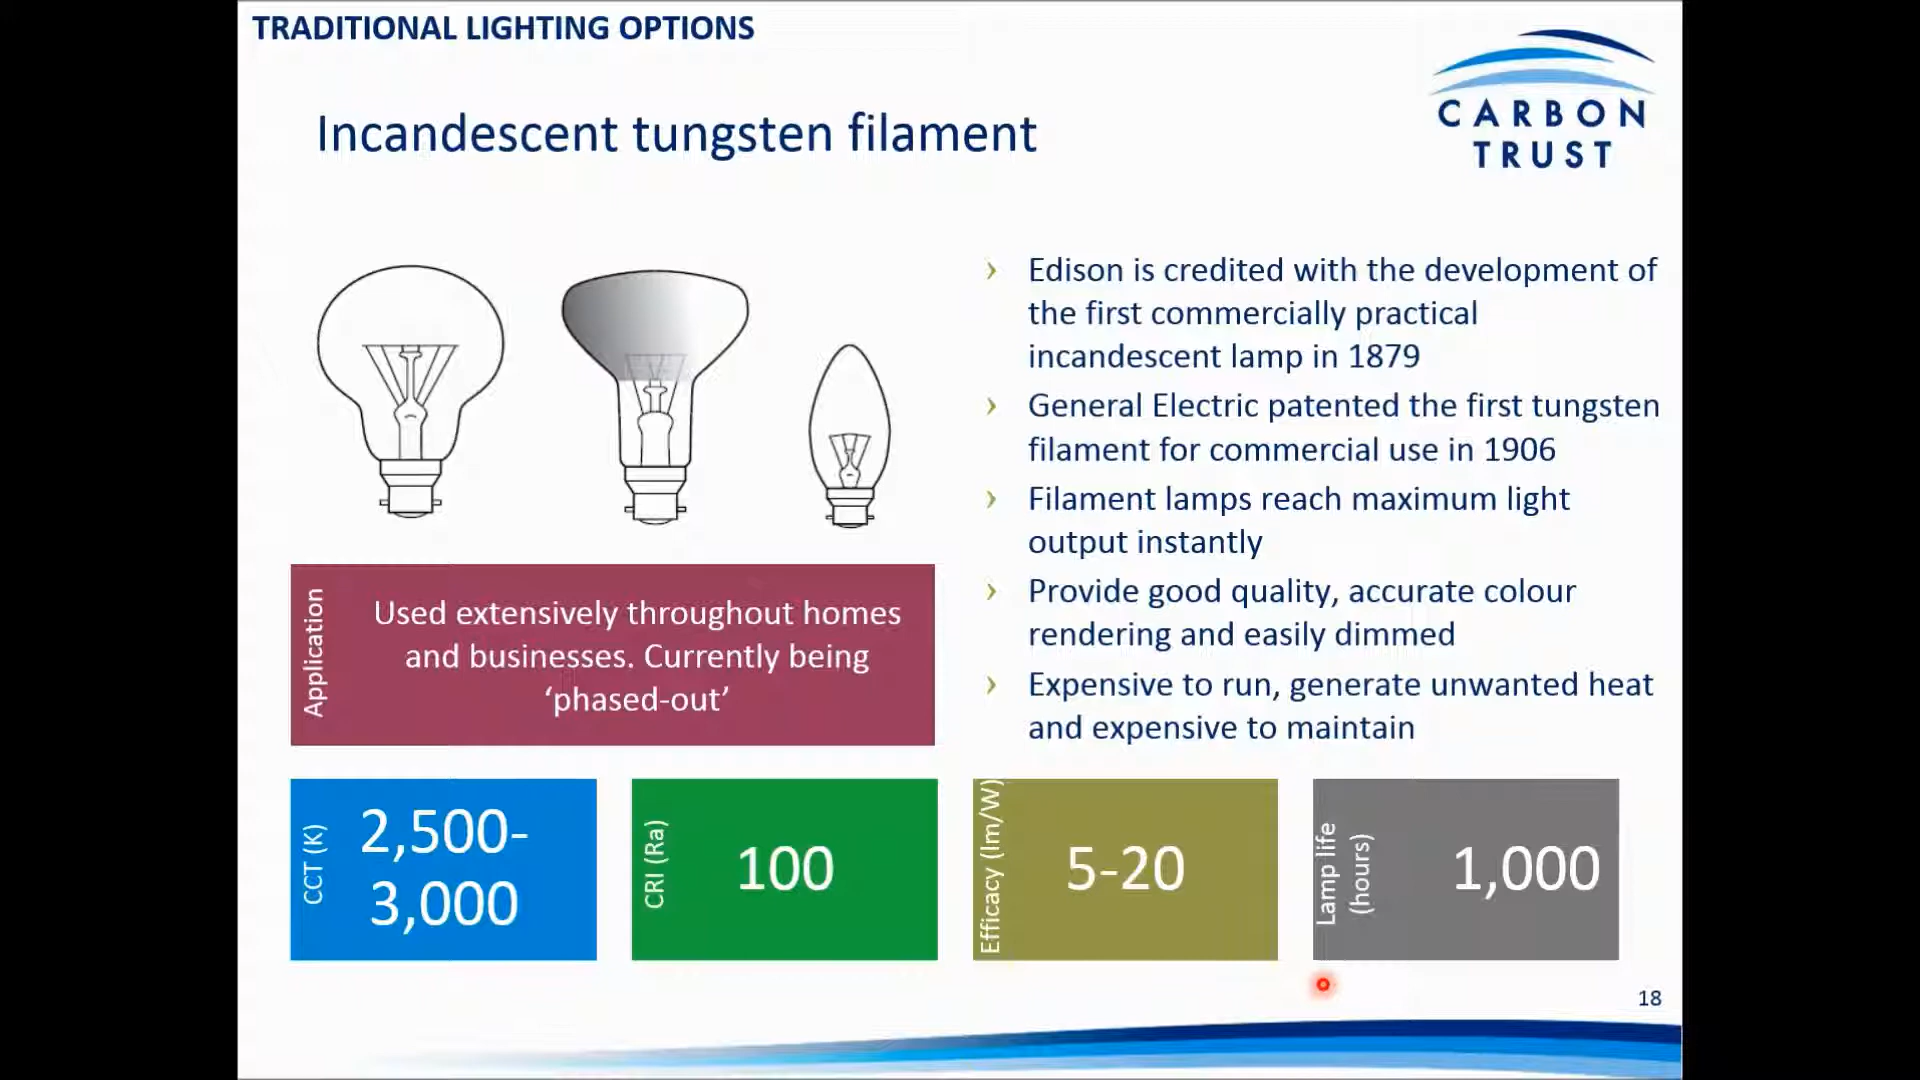 TRADITIONAL LIGHTING OPTIONS
CARBON
TRUST
Incandescent tungsten filament
› Edison is credited with the development of
the first commercially practical
incandescent lamp in 1879
› General Electric patented the first tungsten
filament for commercial use in 1906
› Filament lamps reach maximum light
output instantly
› Provide good quality, accurate colour
rendering and easily dimmed
› Expensive to run, generate unwanted heat
and expensive to maintain
Application
Used extensively throughout homes
and businesses. Currently being
‘phased-out’
CCT (K)
2,500-
3,000
CRI (Ra)
100
Efficacy (lm/W)
5-20
Lamp life
(hours)
1,000
18